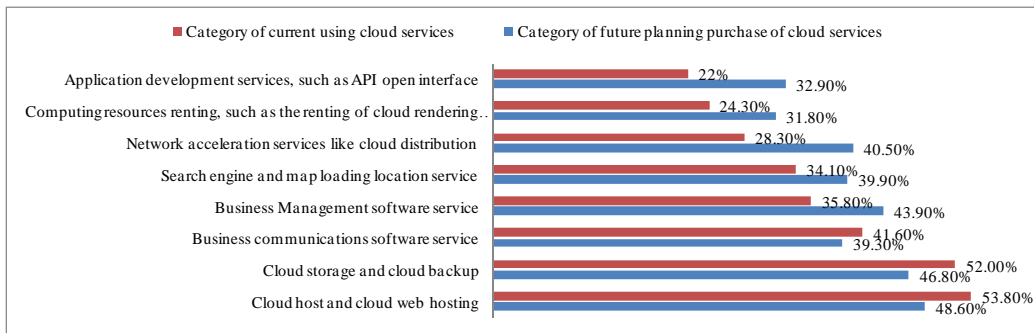 Category of current using cloud services Category of future planning purchase of cloud services
Application development services, such as API open interface
22%
32.90%
Computing resources renting, such as the renting of cloud rendering..
24.30%
31.80%
Network acceleration services like cloud distribution
28.30%
40.50%
Search engine and map loading location service
34.10%
39.90%
Business Management software service
35.80%
43.90%
Business communications software service
41.60%
39.30%
Cloud storage and cloud backup
52.00%
46.80%
Cloud host and cloud web hosting
53.80%
48.60%